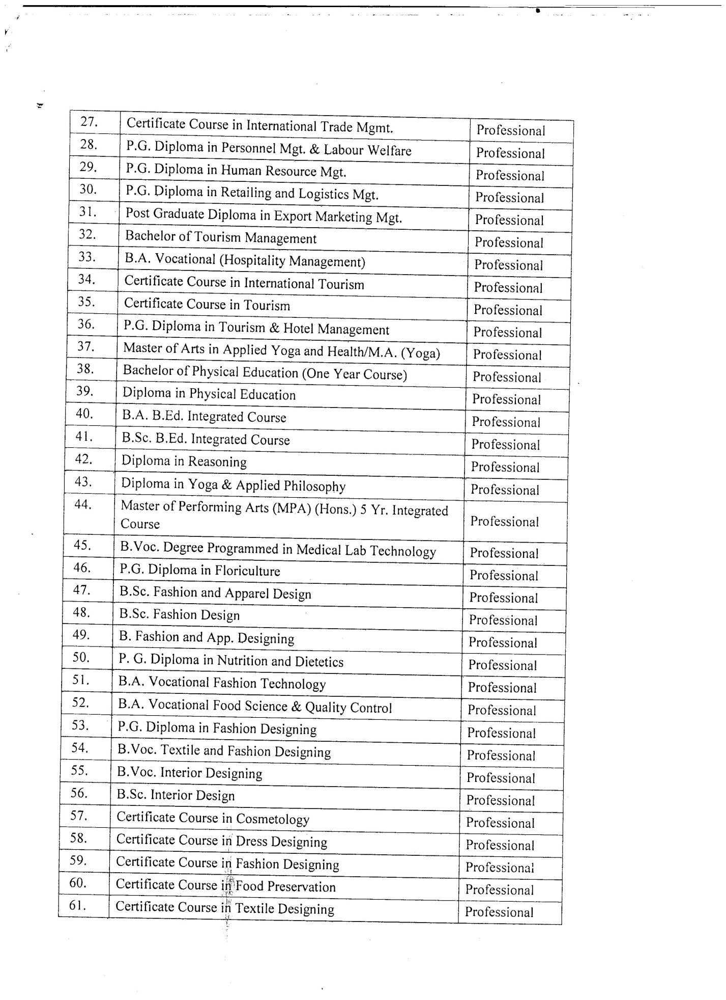 27. Certificate Course in International Trade Mgmt. Professional
28. P.G. Diploma in Personnel Mgt. & Labour Welfare Professional
29. P.G. Diploma in Human Resource Mgt. Professional
30. P.G. Diploma in Retailing and Logistics Mgt. Professional
31. Post Graduate Diploma in Export Marketing Mgt. Professional
32. Bachelor of Tourism Management Professional
33. B.A. Vocational (Hospitality Management) Professional
34. Certificate Course in International Tourism Professional
35. Certificate Course in Tourism Professional
36. P.G. Diploma in Tourism & Hotel Management Professional
37. Master of Arts in Applied Yoga and Health/M.A. (Yoga) Professional
38. Bachelor of Physical Education (One Year Course) Professional
39. Diploma in Physical Education Professional
40. B.A. B.Ed. Integrated Course Professional
41. B.Sc. B.Ed. Integrated Course Professional
42. Diploma in Reasoning Professional
43. Diploma in Yoga & Applied Philosophy Professional
44. Master of Performing Arts (MPA) (Hons.) 5 Yr. Integrated
Course Professional
45. B.Voc. Degree Programmed in Medical Lab Technology Professional
46. P.G. Diploma in Floriculture Professional
47. B.Sc. Fashion and Apparel Design Professional
48. B.Sc. Fashion Design Professional
49. B. Fashion and App. Designing Professional
50. P. G. Diploma in Nutrition and Dietetics Professional
51. B.A. Vocational Fashion Technology Professional
52. B.A. Vocational Food Science & Quality Control Professional
53. P.G. Diploma in Fashion Designing Professional
54. B.Voc. Textile and Fashion Designing Professional
55. B.Voc. Interior Designing Professional
56. B.Sc. Interior Design Professional
57. Certificate Course in Cosmetology Professional
58. Certificate Course in Dress Designing Professional
59. Certificate Course in Fashion Designing Professional
60. Certificate Course in Food Preservation Professional
61. Certificate Course in Textile Designing Professional